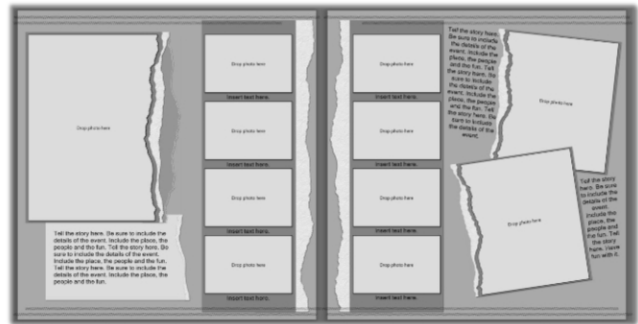 Drop photo here
Tell the story here. Be sure to include the
details of the event. Include the place, the
people and the fun. Tell the story here. Be
sure to include the details of the event.
Include the place, the people and the fun.
Tell the story here. Be sure to include the
details of the event. Include the place, the
people and the fun.
Drop photo here
Insert text here.
Drop photo here
Insert text here.
Drop photo here
Insert text here.
Drop photo here
Insert text here.
Drop photo here
Insert text here.
Drop photo here
Insert text here.
Drop photo here
Insert text here.
Drop photo here
Insert text here.
Tell the story here.
Be sure to include
the details of the
event. Include the
place, the people
and the fun. Tell
the story here. Be
sure to include
the details of the
event. Include the
place, the people
and the fun. Tell
the story here. Be
sure to include
the details of the
event.
Drop photo here
Drop photo here
Tell the story
here. Be sure
to include the
details of the
event.
Include the
place, the
people and
the fun. Tell
the story
here. Have
fun with it.